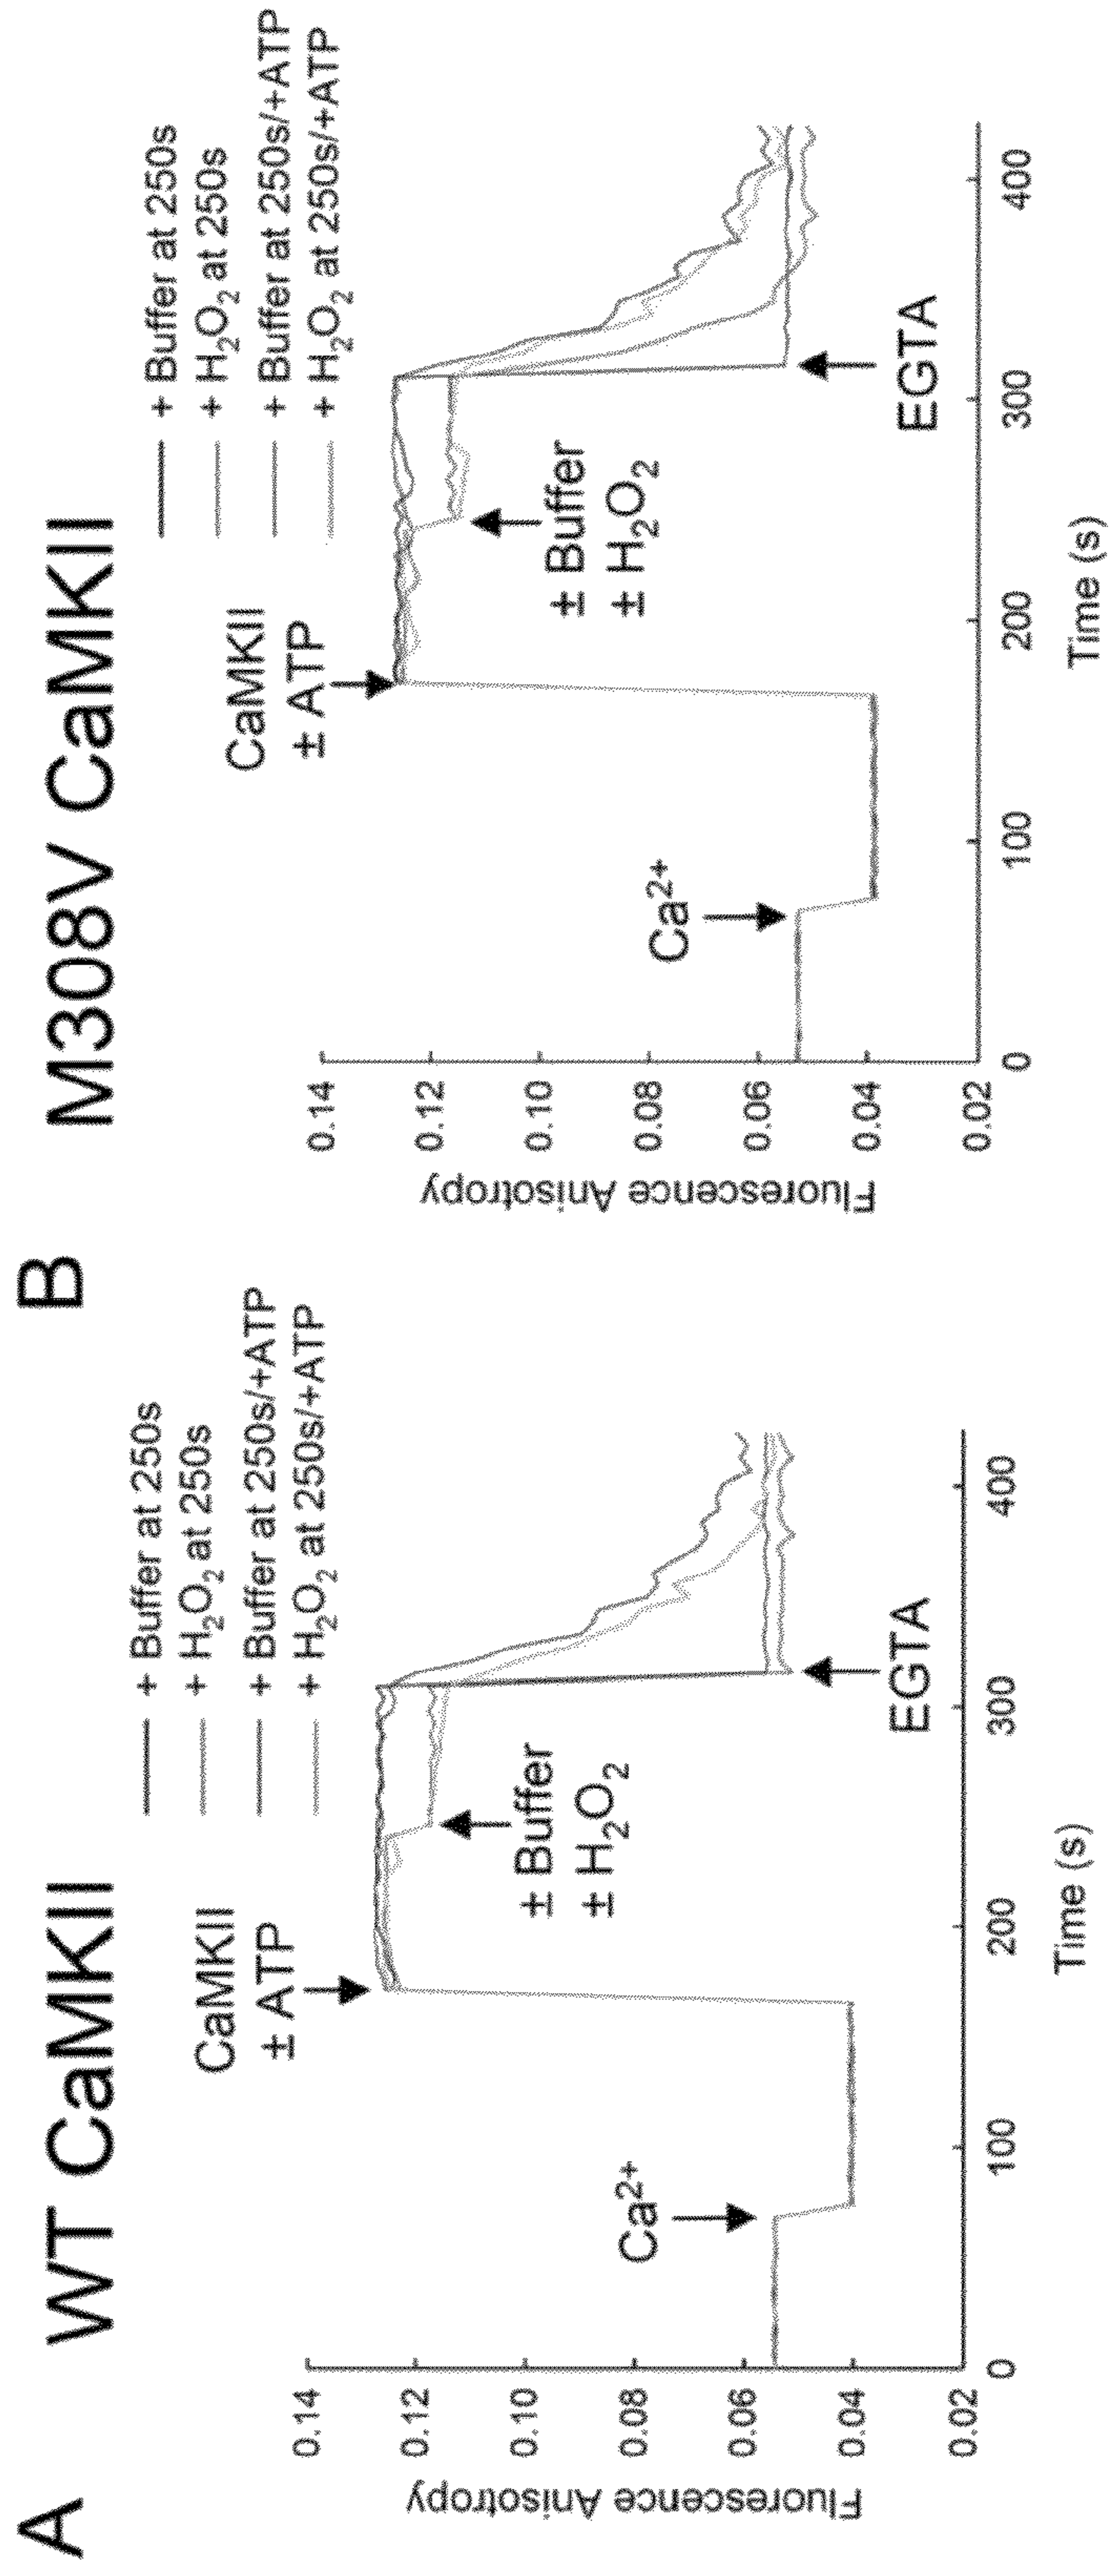 A
WT CaMKII
+ Buffer at 250s
+ H2O2 at 250s
+ Buffer at 250s/+ATP
+ H2O2 at 250s/+ATP
CaMKII
± ATP
Ca2+
± Buffer
± H2O2
EGTA
Fluorescence Anisotropy
0.14
0.12
0.10
0.08
0.06
0.04
0.02
0
100
200
300
400
Time (s)
B
M308V CaMKII
+ Buffer at 250s
+ H2O2 at 250s
+ Buffer at 250s/+ATP
+ H2O2 at 250s/+ATP
CaMKII
± ATP
Ca2+
± Buffer
± H2O2
EGTA
Fluorescence Anisotropy
0.14
0.12
0.10
0.08
0.06
0.04
0.02
0
100
200
300
400
Time (s)